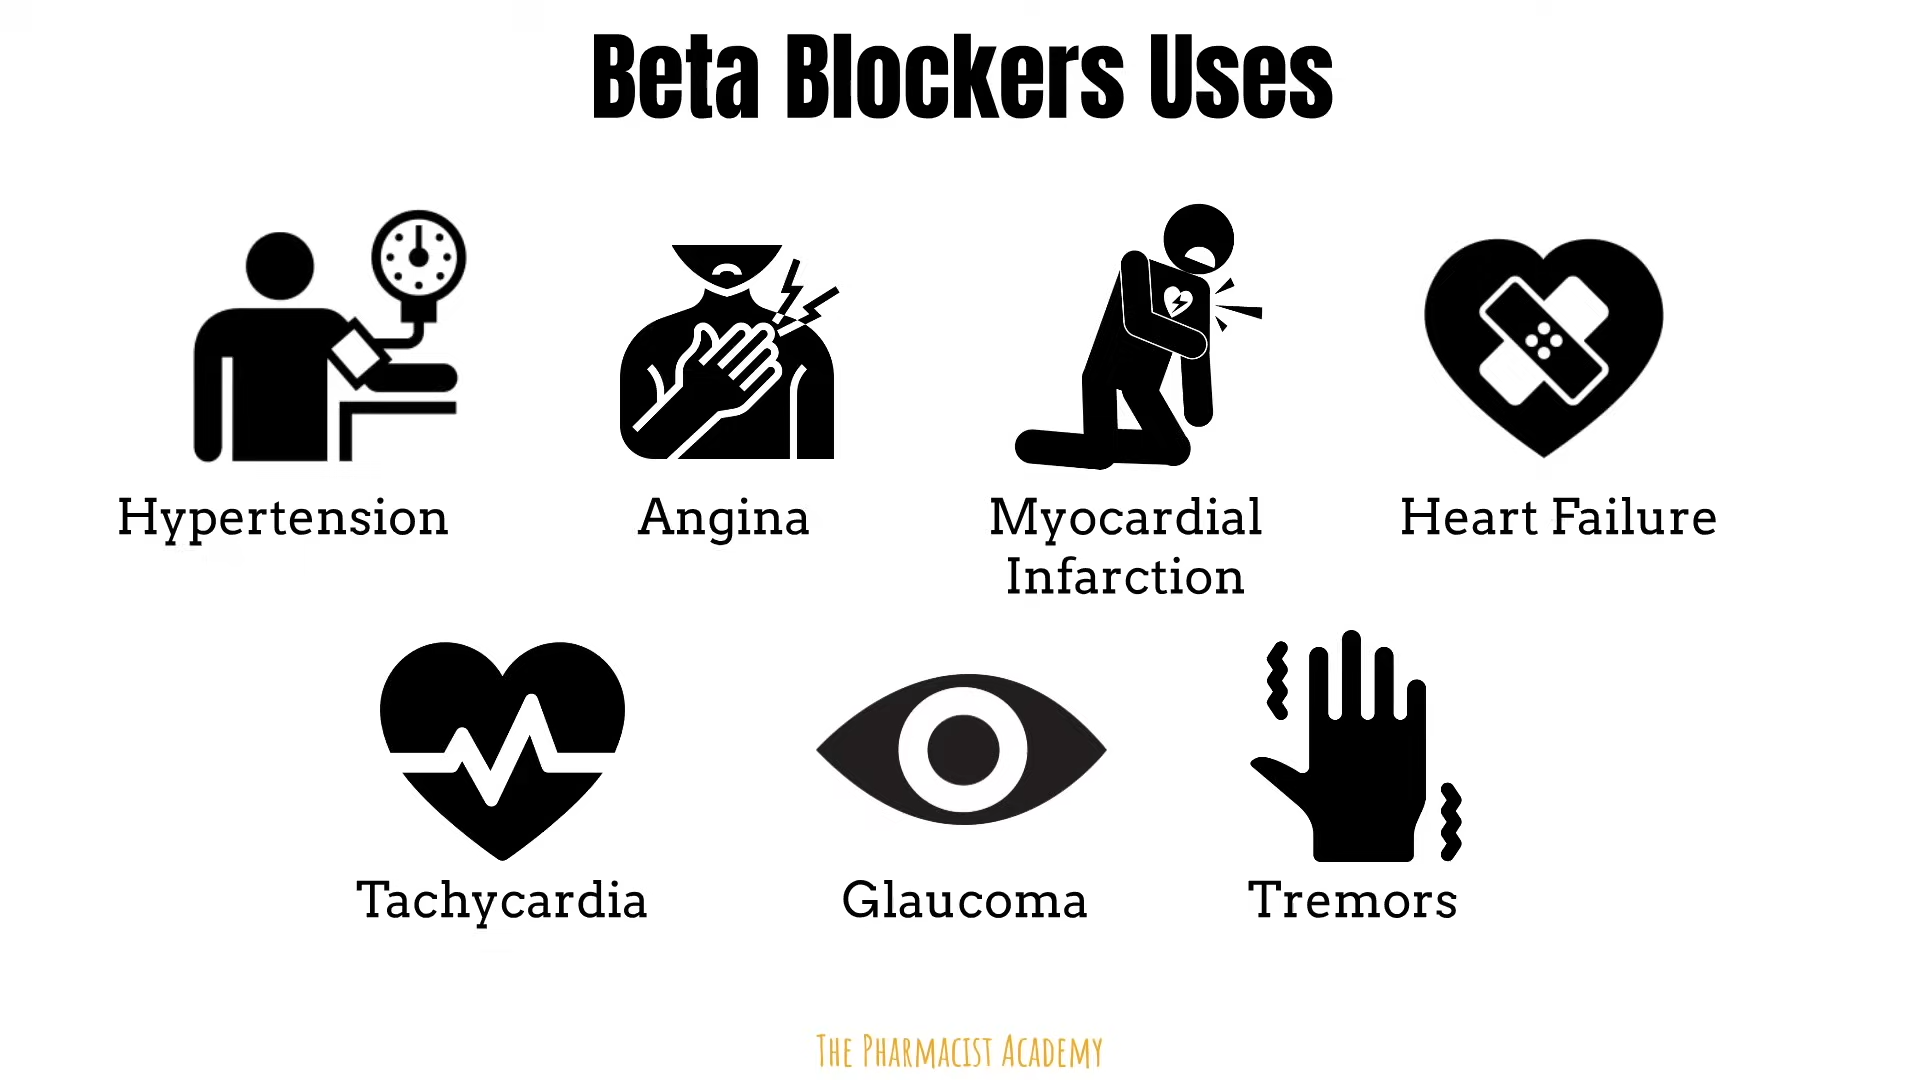 Beta Blockers Uses
Hypertension
Angina
Myocardial
Infarction
Heart Failure
Tachycardia
Glaucoma
Tremors
The Pharmacist Academy